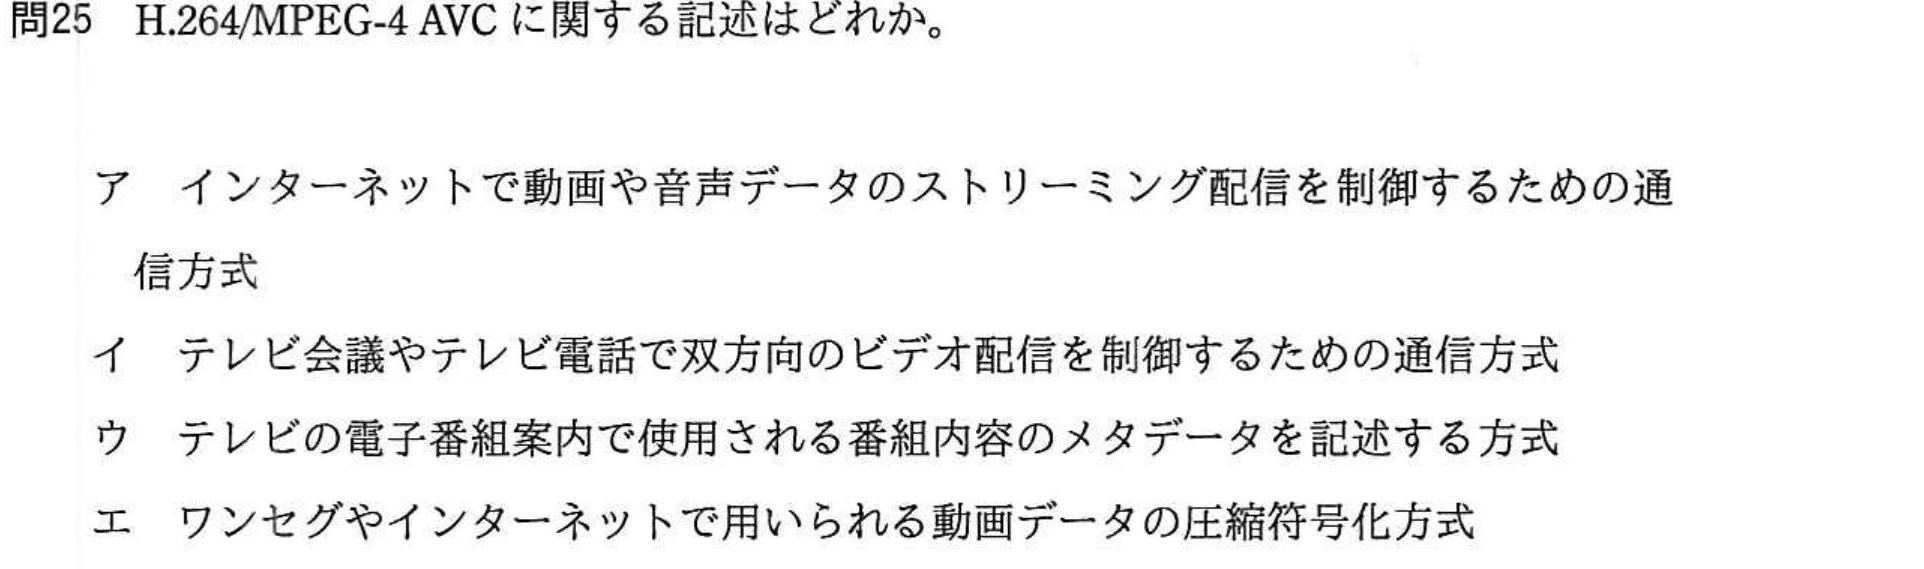 問25 H.264/MPEG-4 AVC に関する記述はどれか。
ア インターネットで動画や音声データのストリーミング配信を制御するための通
信方式
イ テレビ会議やテレビ電話で双方向のビデオ配信を制御するための通信方式
ウ テレビの電子番組案内で使用される番組内容のメタデータを記述する方式
エ ワンセグやインターネットで用いられる動画データの圧縮符号化方式